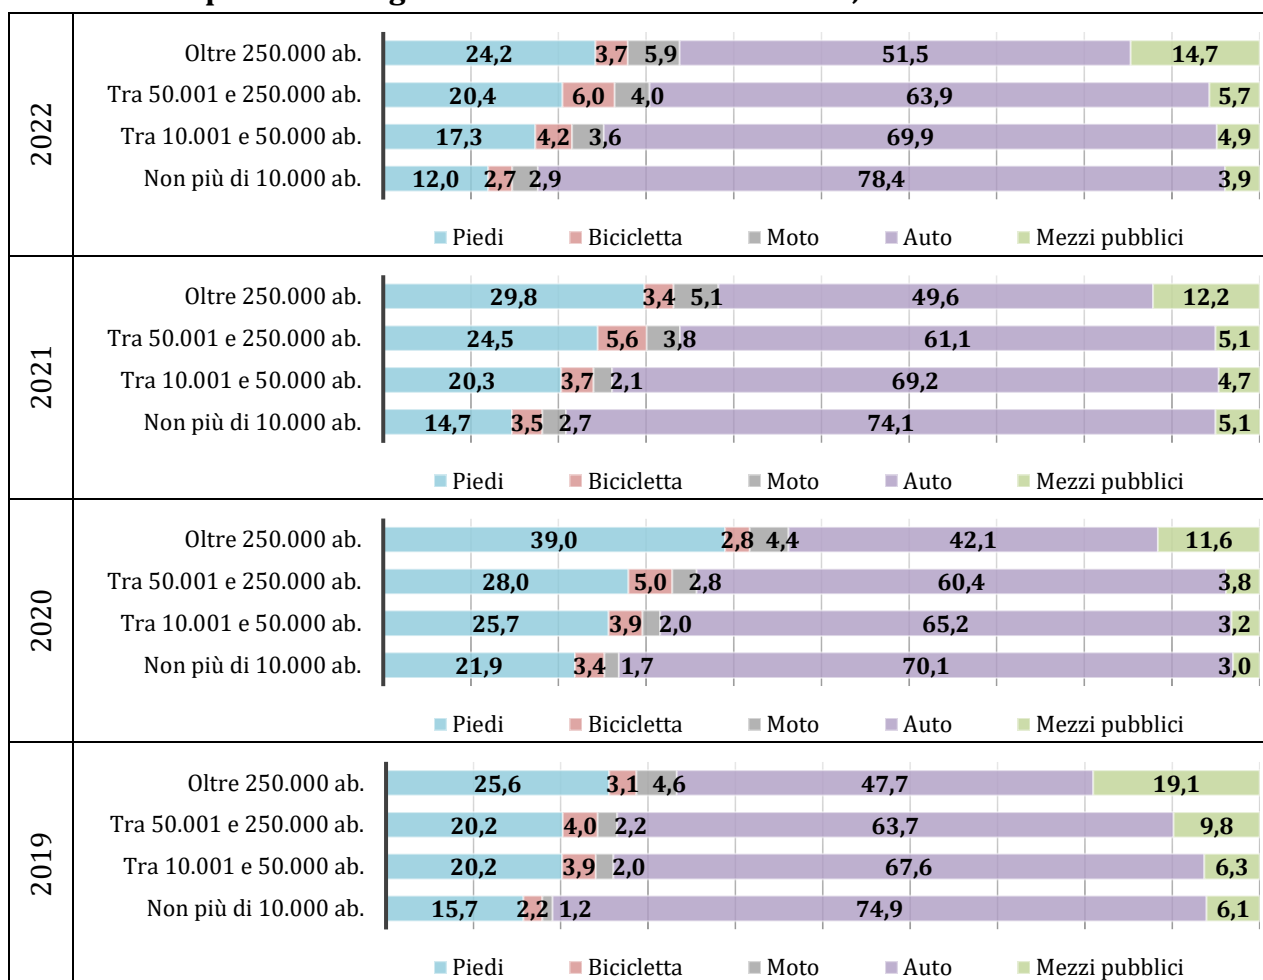 2022
Oltre 250.000 ab. 24,2 3,7 5,9 51,5 14,7
Tra 50.001 e 250.000 ab. 20,4 6,0 4,0 63,9 5,7
Tra 10.001 e 50.000 ab. 17,3 4,2 3,6 69,9 4,9
Non più di 10.000 ab. 12,0 2,7 2,9 78,4 3,9
Piedi Bicicletta Moto Auto Mezzi pubblici
2021
Oltre 250.000 ab. 29,8 3,4 5,1 49,6 12,2
Tra 50.001 e 250.000 ab. 24,5 5,6 3,8 61,1 5,1
Tra 10.001 e 50.000 ab. 20,3 3,7 2,1 69,2 4,7
Non più di 10.000 ab. 14,7 3,5 2,7 74,1 5,1
Piedi Bicicletta Moto Auto Mezzi pubblici
2020
Oltre 250.000 ab. 39,0 2,8 4,4 42,1 11,6
Tra 50.001 e 250.000 ab. 28,0 5,0 2,8 60,4 3,8
Tra 10.001 e 50.000 ab. 25,7 3,9 2,0 65,2 3,2
Non più di 10.000 ab. 21,9 3,4 1,7 70,1 3,0
Piedi Bicicletta Moto Auto Mezzi pubblici
2019
Oltre 250.000 ab. 25,6 3,1 4,6 47,7 19,1
Tra 50.001 e 250.000 ab. 20,2 4,0 2,2 63,7 9,8
Tra 10.001 e 50.000 ab. 20,2 3,9 2,0 67,6 6,3
Non più di 10.000 ab. 15,7 2,2 1,2 74,9 6,1
Piedi Bicicletta Moto Auto Mezzi pubblici